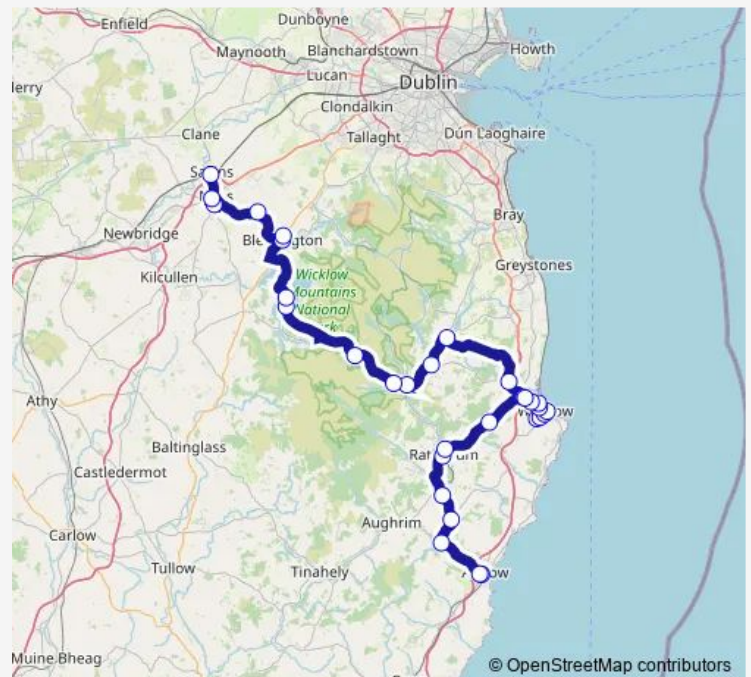 Enfield
Dunboyne
Maynooth
Blanchardstown
Howth
Lucan
Dublin
Clondalkin
Clane
Tallaght
Dún Laoghaire
Newbridge
Bray
Kilcullen
Greystones
Wicklow
Mountains
National
Athy
Baltinglass
Castledermot
Aughrim
Carlow
Tullow
Tinahely
Muine Bheag
© OpenStreetMap contributors